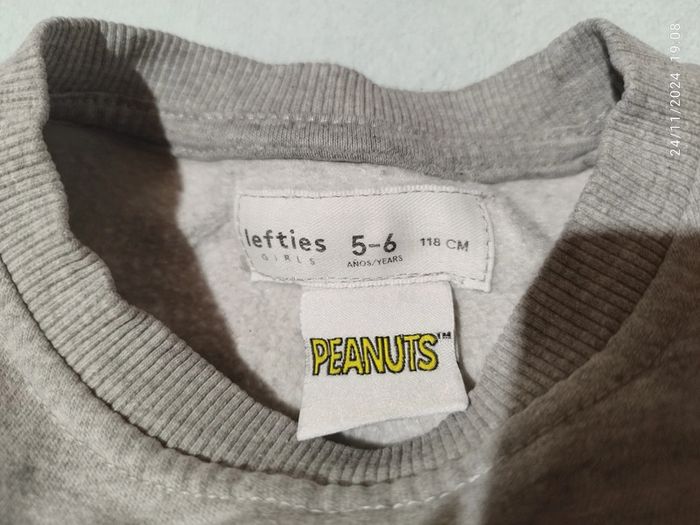 lefties
GIRLS
5-6
AÑOS/YEARS
118 CM
PEANUTS™
24/11/2024 19:08